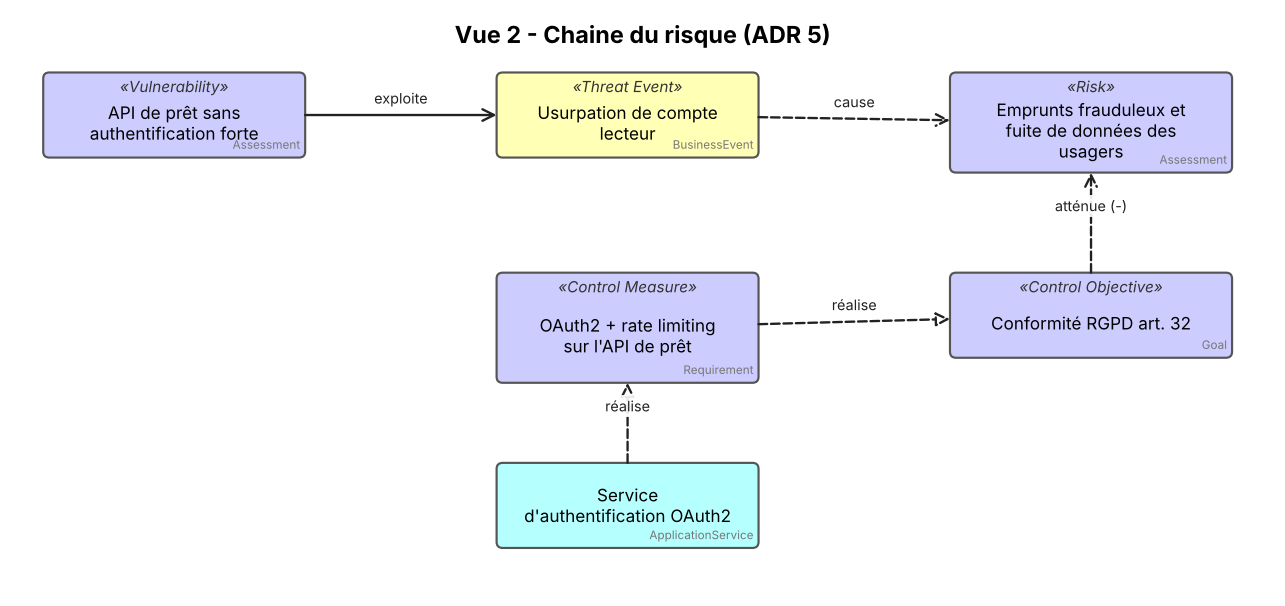 Vue 2 - Chaine du risque (ADR 5)
«Vulnerability»
API de prêt sans
authentification forte
Assessment
exploite
«Threat Event»
Usurpation de compte
lecteur
BusinessEvent
cause
«Risk»
Emprunts frauduleux et
fuite de données des
usagers
Assessment
atténue (-)
«Control Measure»
OAuth2 + rate limiting
sur l'API de prêt
Requirement
réalise
«Control Objective»
Conformité RGPD art. 32
Goal
réalise
Service
d'authentification OAuth2
ApplicationService